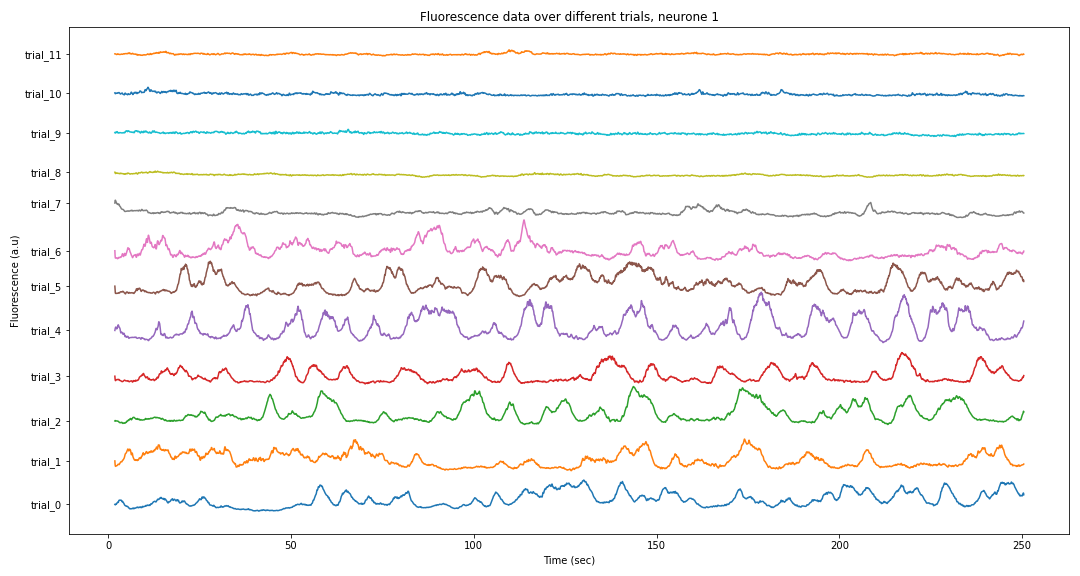 Fluorescence data over different trials, neurone 1
trial_11
trial_10
trial_9
trial_8
trial_7
trial_6
trial_5
trial_4
trial_3
trial_2
trial_1
trial_0
Fluorescence (a.u)
0 50 100 150 200 250
Time (sec)